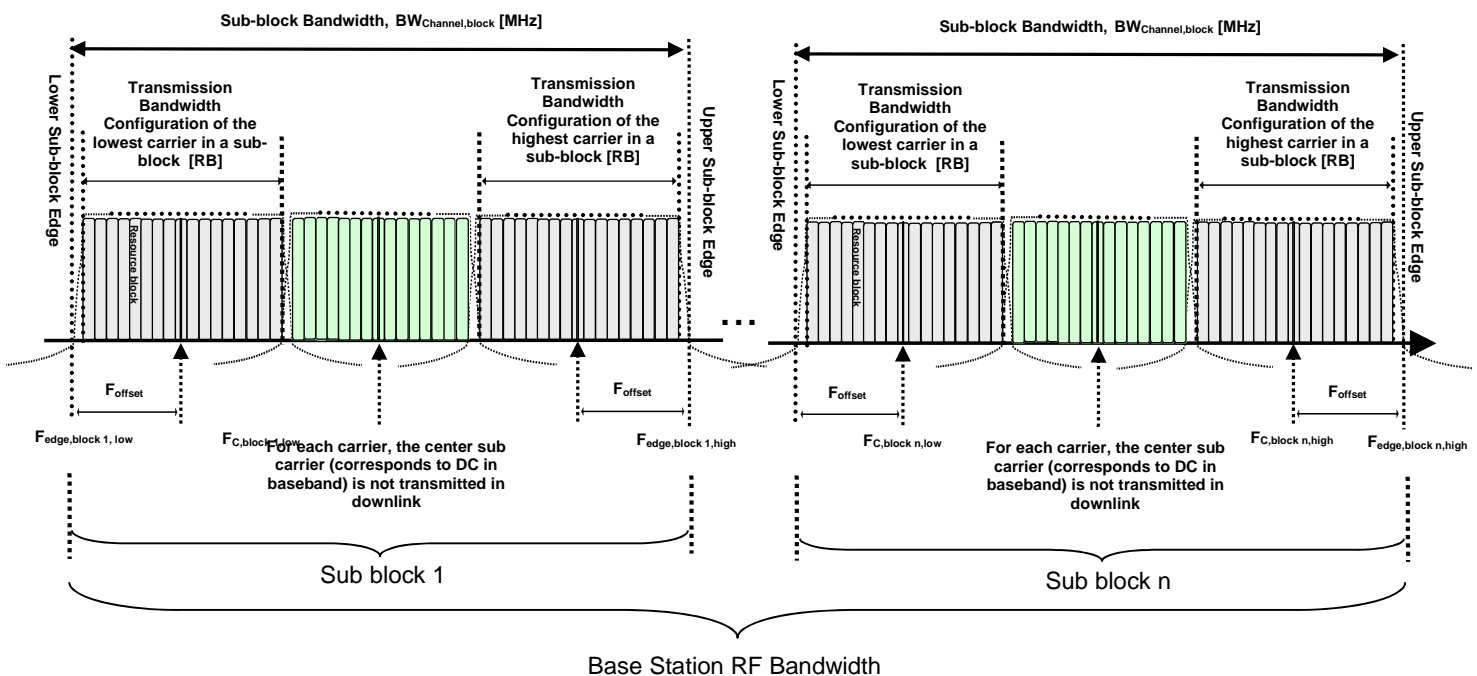 Sub-block Bandwidth, BWChannel,block [MHz]
Lower Sub-block Edge
Transmission
Bandwidth
Configuration of the
lowest carrier in a sub-
block [RB]
Transmission
Bandwidth
Configuration of the
highest carrier in a
sub-block [RB]
Upper Sub-block Edge
Resource block
Foffset
Foffset
Fedge,block 1, low
FC,block 1,low
Fedge,block 1,high
For each carrier, the center sub
carrier (corresponds to DC in
baseband) is not transmitted in
downlink
Sub block 1
...
Sub-block Bandwidth, BWChannel,block [MHz]
Lower Sub-block Edge
Transmission
Bandwidth
Configuration of the
lowest carrier in a
sub-block [RB]
Transmission
Bandwidth
Configuration of the
highest carrier in a
sub-block [RB]
Upper Sub-block Edge
Resource block
Foffset
Foffset
FC,block n,low
FC,block n,high
Fedge,block n,high
For each carrier, the center sub
carrier (corresponds to DC in
baseband) is not transmitted in
downlink
Sub block n
Base Station RF Bandwidth